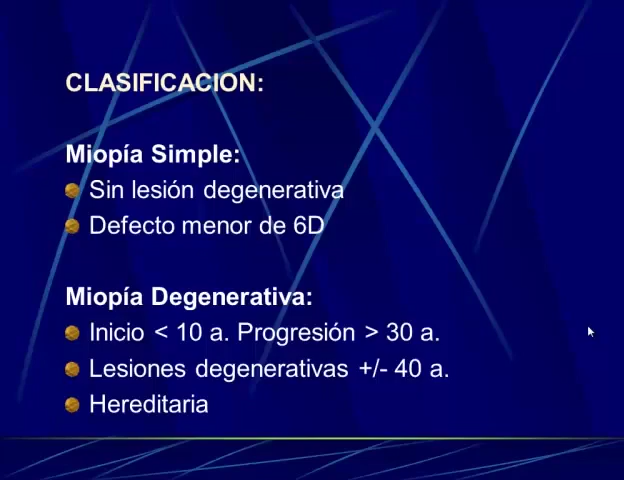 CLASIFICACION:
Miopía Simple:
Sin lesión degenerativa
Defecto menor de 6D
Miopía Degenerativa:
Inicio < 10 a. Progresión > 30 a.
Lesiones degenerativas +/- 40 a.
Hereditaria